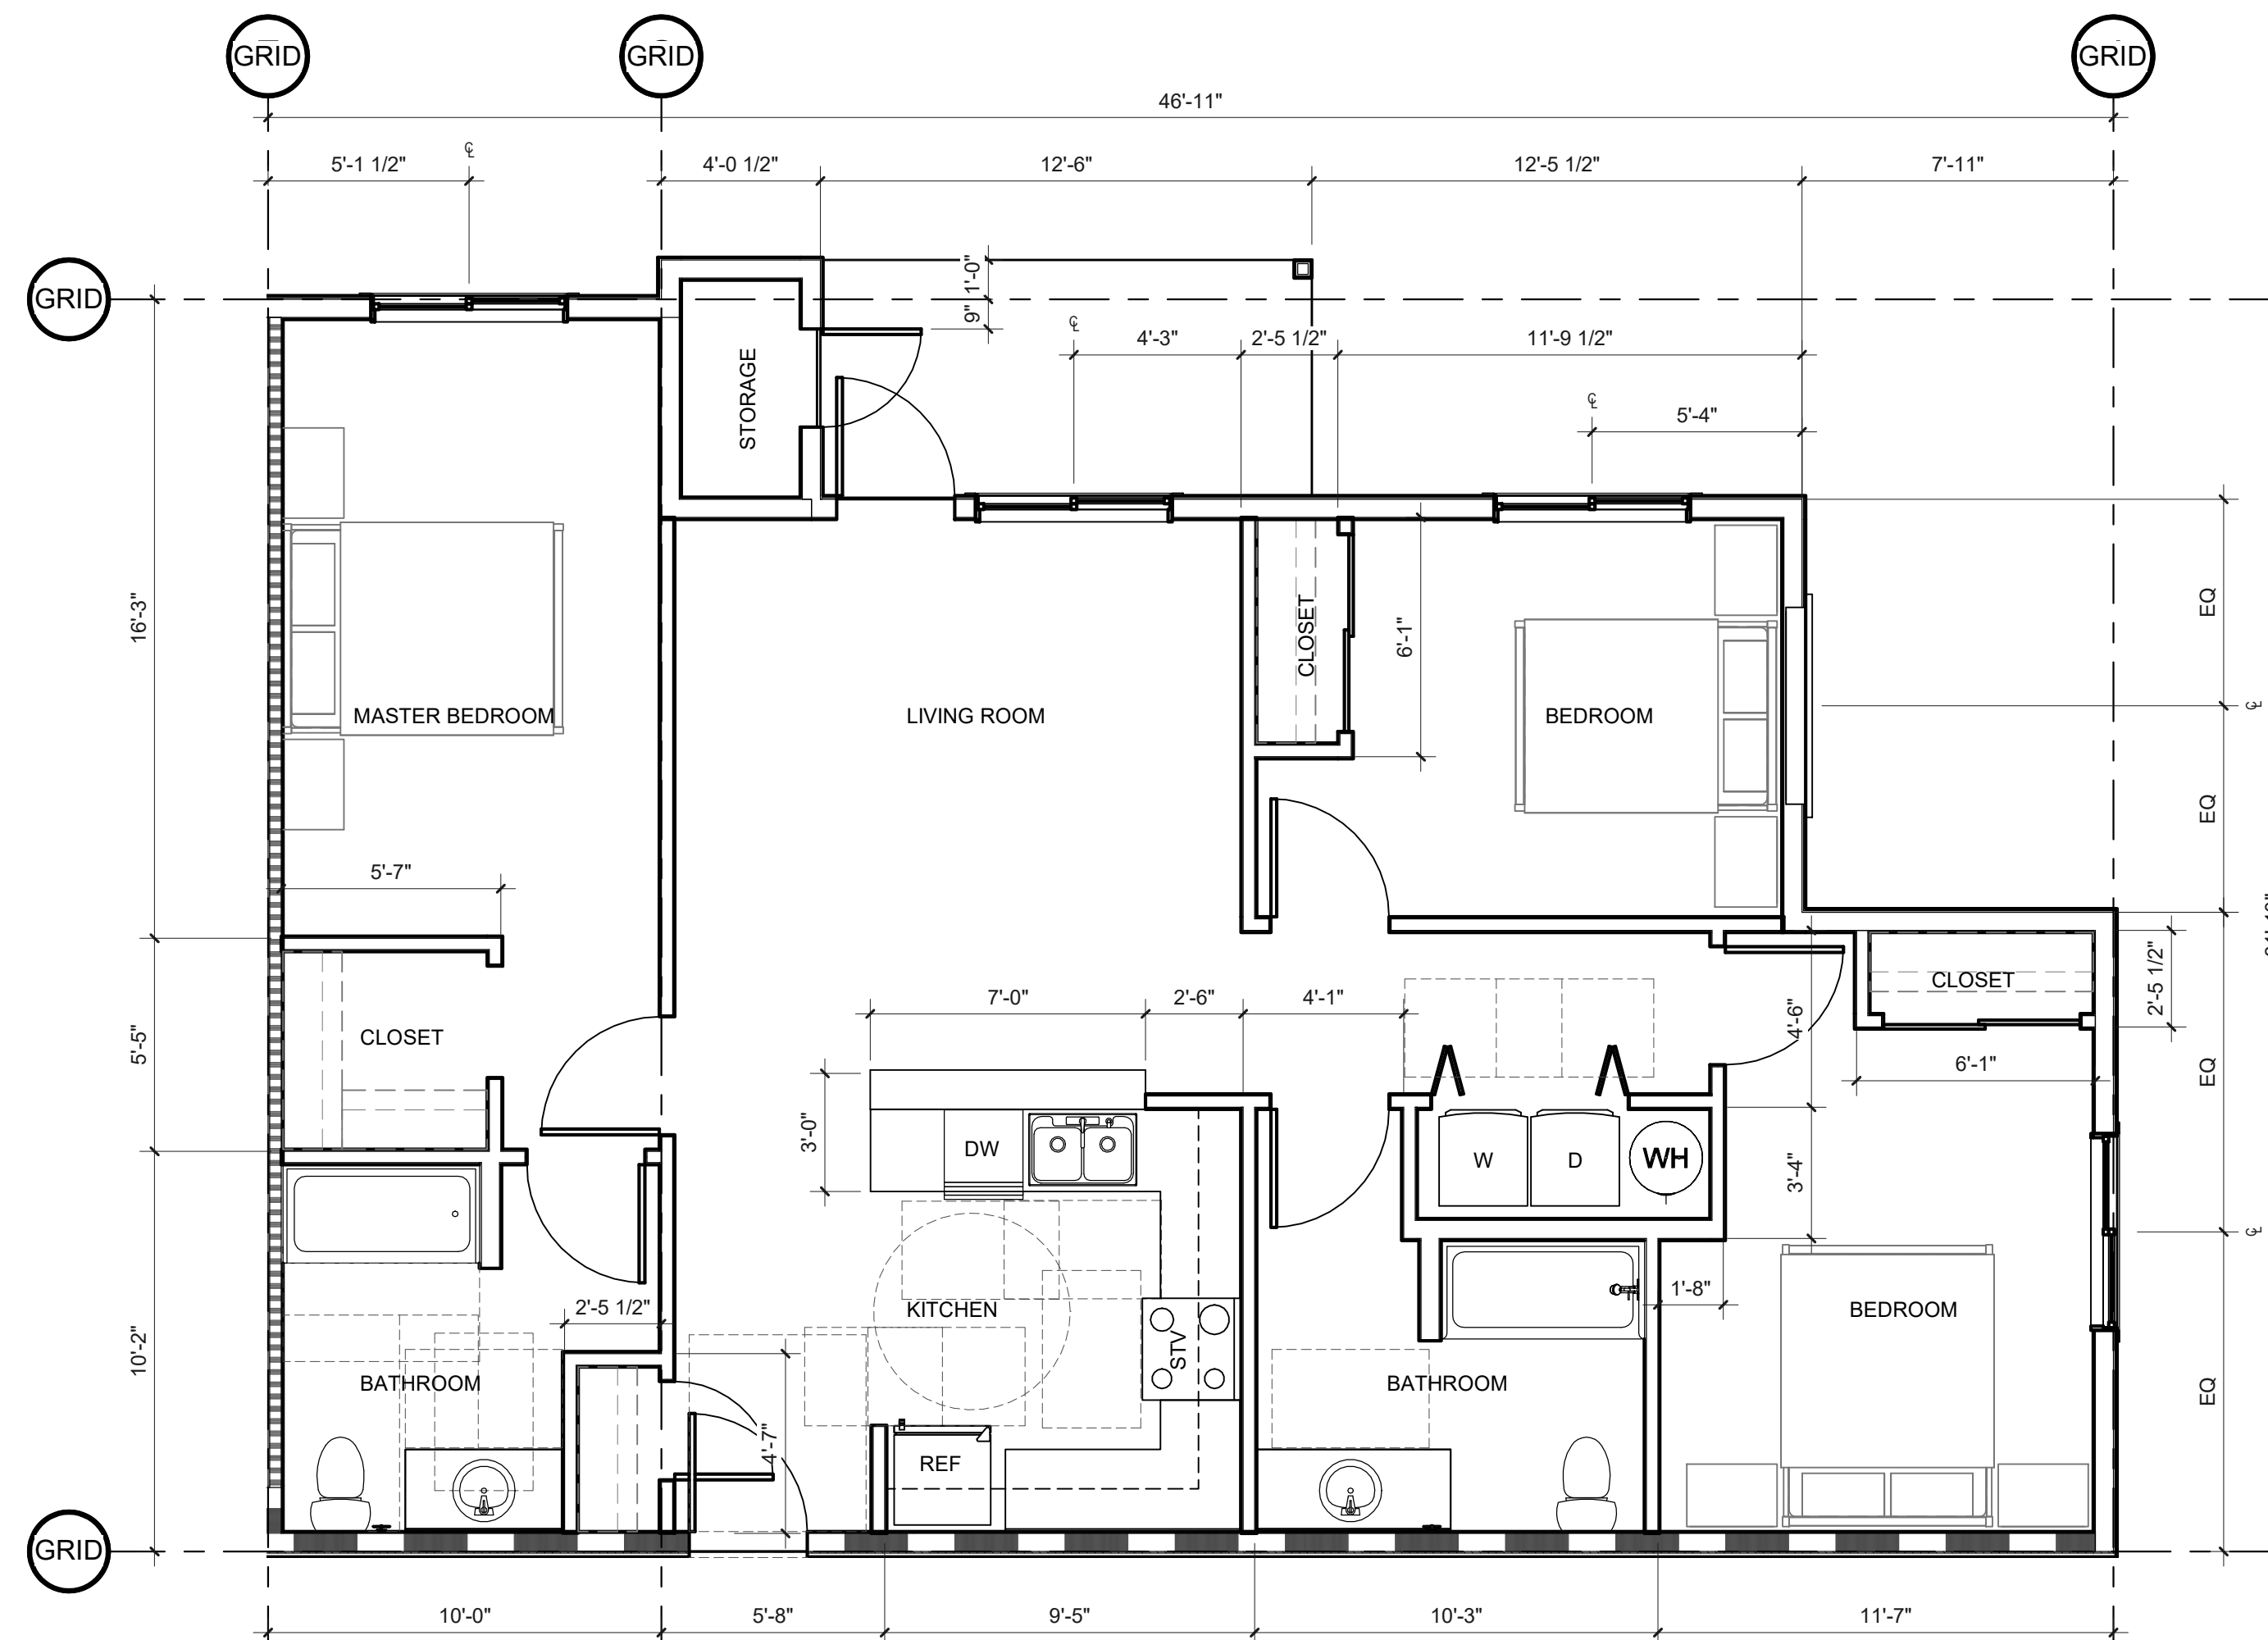 GRID
GRID
GRID
46'-11"
5'-1 1/2"
℄
4'-0 1/2"
12'-6"
12'-5 1/2"
7'-11"
GRID
1'-0"
9"
℄
4'-3"
2'-5 1/2"
11'-9 1/2"
STORAGE
℄
5'-4"
16'-3"
CLOSET
6'-1"
EQ
MASTER BEDROOM
LIVING ROOM
BEDROOM
℄
EQ
5'-7"
5'-5"
CLOSET
7'-0"
2'-6"
4'-1"
4'-6"
CLOSET
2'-5 1/2"
6'-1"
EQ
3'-0"
DW
W
D
WH
3'-4"
℄
10'-2"
2'-5 1/2"
KITCHEN
STV
1'-8"
BEDROOM
BATHROOM
BATHROOM
EQ
4'-7"
REF
GRID
10'-0"
5'-8"
9'-5"
10'-3"
11'-7"